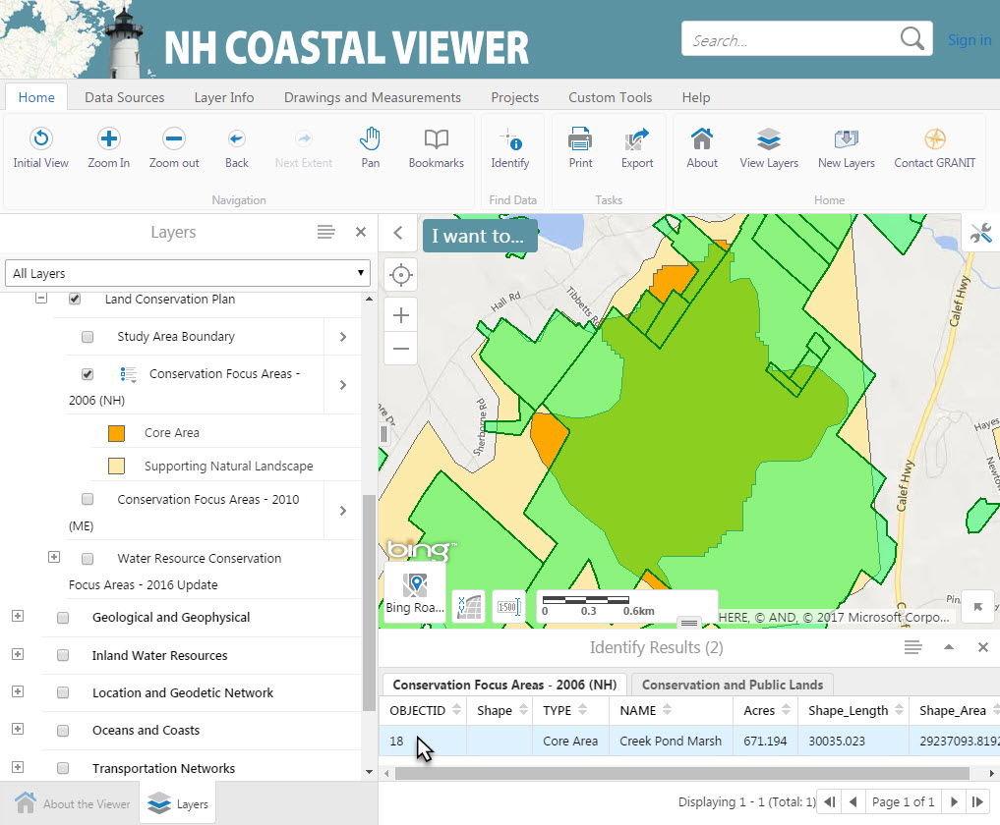 NH COASTAL VIEWER
Search...
Sign in
Home Data Sources Layer Info Drawings and Measurements Projects Custom Tools Help
Initial View Zoom In Zoom out Back Next Extent Pan Bookmarks Identify Print Export About View Layers New Layers Contact GRANIT
Navigation Find Data Tasks Home
Layers
All Layers
Land Conservation Plan
Study Area Boundary
Conservation Focus Areas -
2006 (NH)
Core Area
Supporting Natural Landscape
Conservation Focus Areas - 2010
(ME)
Water Resource Conservation
Focus Areas - 2016 Update
Geological and Geophysical
Inland Water Resources
Location and Geodetic Network
Oceans and Coasts
Transportation Networks
About the Viewer
Layers
I want to...
Hall Rd
Tibbetts Rd
Sherborne Rd
re Dr
Calef Hwy
Calef Hwy
Hayes
Newtow
C
Pin
bing™
Bing Roa...
X Y
1:500
0 0.3 0.6km
HERE, © AND, © 2017 Microsoft Corpo...
Identify Results (2)
Conservation Focus Areas - 2006 (NH) Conservation and Public Lands
OBJECTID Shape TYPE NAME Acres Shape_Length Shape_Area
18 Core Area Creek Pond Marsh 671.194 30035.023 29237093.8192
Displaying 1 - 1 (Total: 1) Page 1 of 1